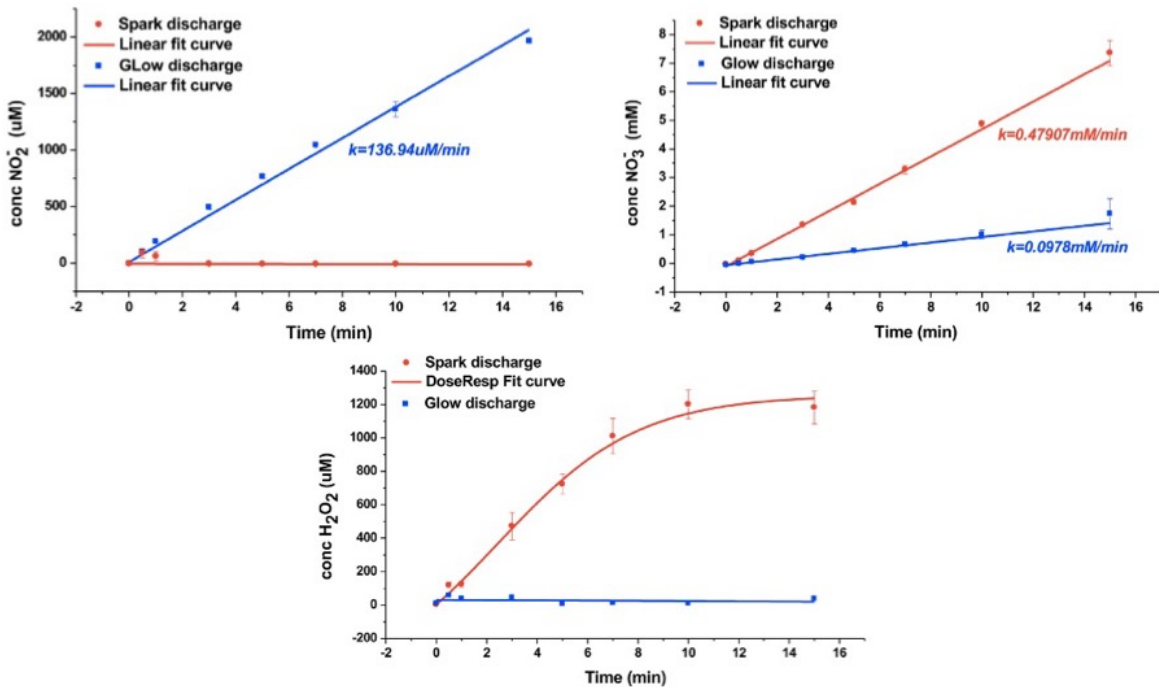 Spark discharge
Linear fit curve
GLow discharge
Linear fit curve
2000
1500
1000
500
0
conc NO₂⁻ (uM)
k=136.94uM/min
-2 0 2 4 6 8 10 12 14 16
Time (min)
Spark discharge
Linear fit curve
Glow discharge
Linear fit curve
8
7
6
5
4
3
2
1
0
-1
conc NO₃⁻ (mM)
k=0.47907mM/min
k=0.0978mM/min
-2 0 2 4 6 8 10 12 14 16
Time (min)
Spark discharge
DoseResp Fit curve
Glow discharge
1400
1200
1000
800
600
400
200
0
-200
conc H₂O₂ (uM)
-2 0 2 4 6 8 10 12 14 16
Time (min)